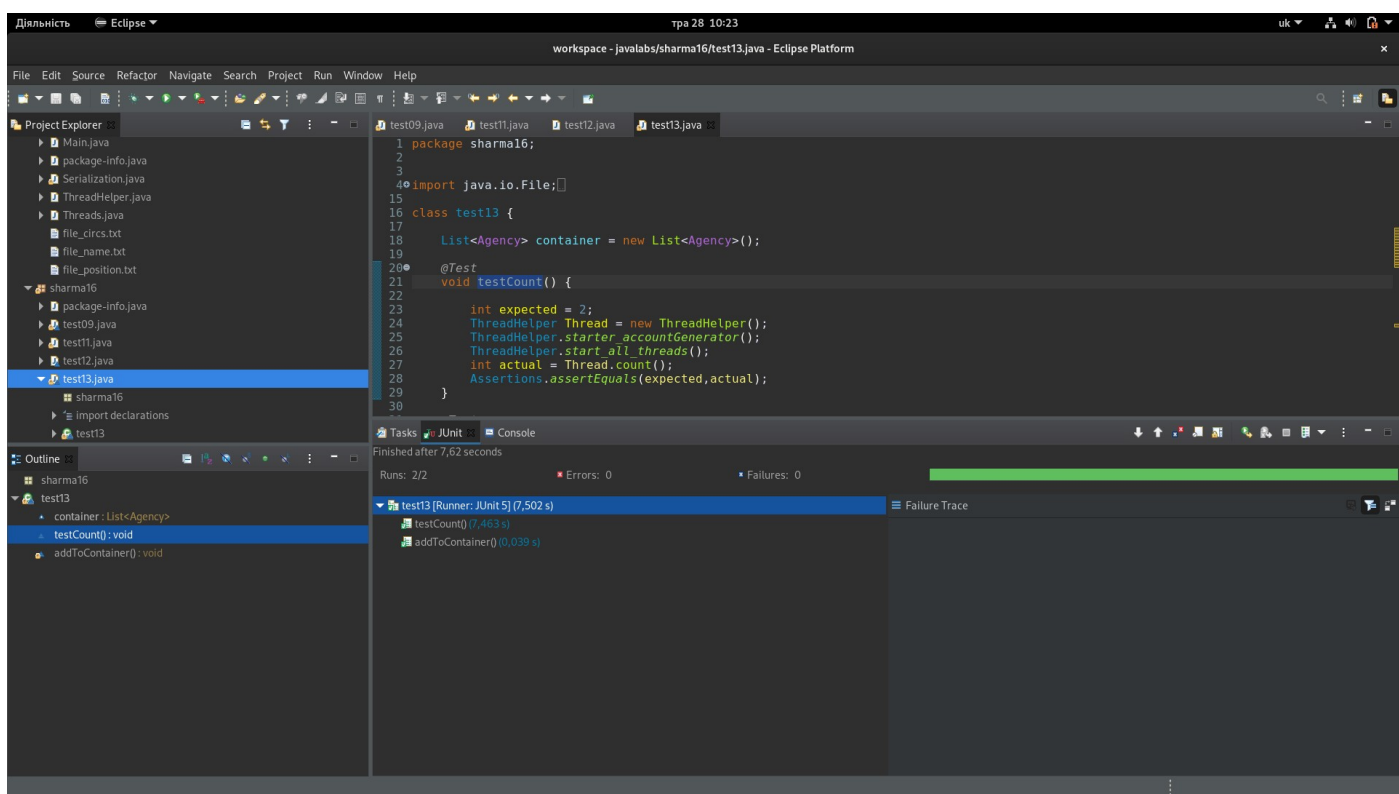 Діяльність Eclipse тра 28 10:23 uk
workspace - javalabs/sharma16/test13.java - Eclipse Platform
File Edit Source Refactor Navigate Search Project Run Window Help
Project Explorer
Main.java
package-info.java
Serialization.java
ThreadHelper.java
Threads.java
file_circs.txt
file_name.txt
file_position.txt
sharma16
package-info.java
test09.java
test11.java
test12.java
test13.java
sharma16
import declarations
test13
Outline
sharma16
test13
container : List<Agency>
testCount() : void
addToContainer() : void
test09.java test11.java test12.java test13.java
1 package sharma16;
2
3
4 import java.io.File;
15
16 class test13 {
17
18 List<Agency> container = new List<Agency>();
19
20 @Test
21 void testCount() {
22
23 int expected = 2;
24 ThreadHelper Thread = new ThreadHelper();
25 ThreadHelper.starter_accountGenerator();
26 ThreadHelper.start_all_threads();
27 int actual = Thread.count();
28 Assertions.assertEquals(expected,actual);
29 }
30
Tasks JUnit Console
Finished after 7,62 seconds
Runs: 2/2 Errors: 0 Failures: 0
test13 [Runner: JUnit 5] (7,502 s)
testCount() (7,463 s)
addToContainer() (0,039 s)
Failure Trace